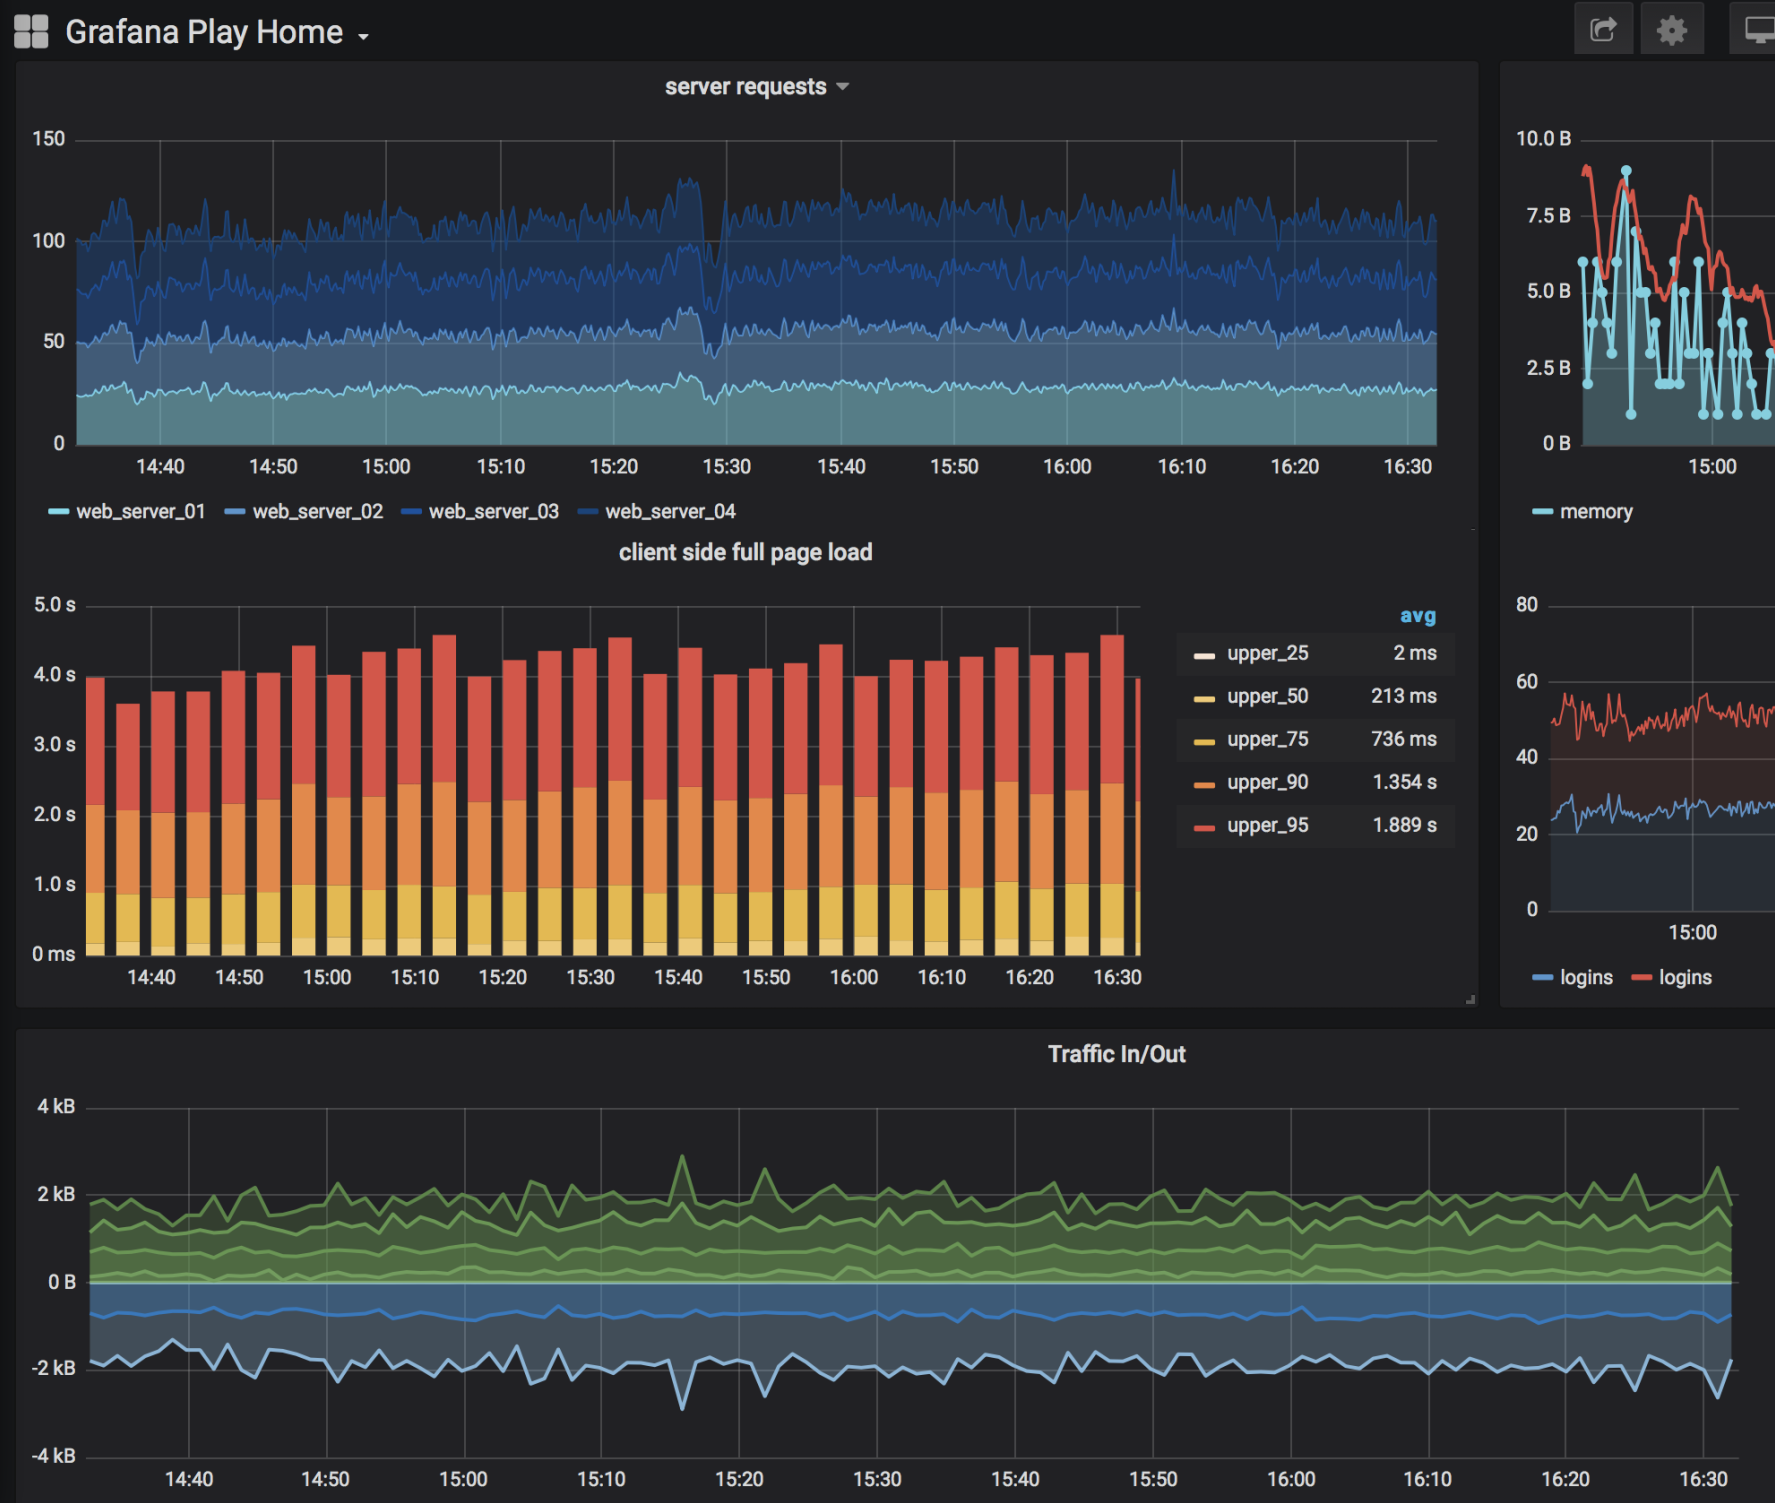 Grafana Play Home
server requests
150
100
50
0
14:40 14:50 15:00 15:10 15:20 15:30 15:40 15:50 16:00 16:10 16:20 16:30
web_server_01 web_server_02 web_server_03 web_server_04
10.0 B
7.5 B
5.0 B
2.5 B
0 B
15:00
memory
client side full page load
5.0 s
4.0 s
3.0 s
2.0 s
1.0 s
0 ms
14:40 14:50 15:00 15:10 15:20 15:30 15:40 15:50 16:00 16:10 16:20 16:30
avg
upper_25 2 ms
upper_50 213 ms
upper_75 736 ms
upper_90 1.354 s
upper_95 1.889 s
80
60
40
20
0
15:00
logins logins
Traffic In/Out
4 kB
2 kB
0 B
-2 kB
-4 kB
14:40 14:50 15:00 15:10 15:20 15:30 15:40 15:50 16:00 16:10 16:20 16:30